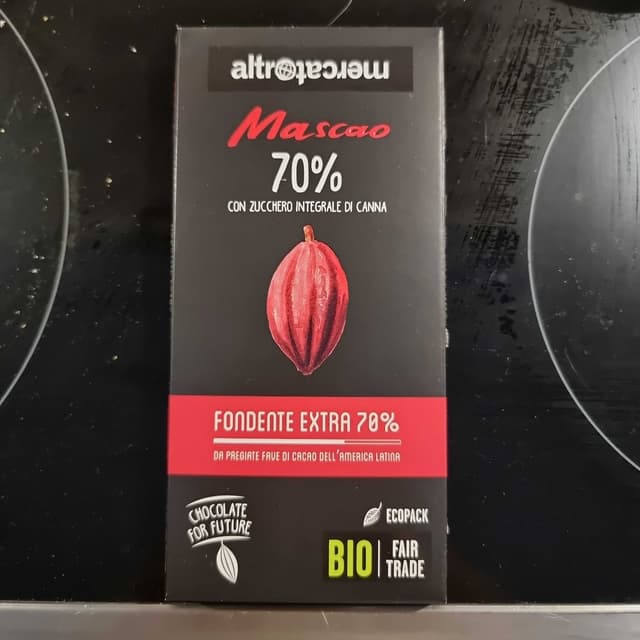 altromercato
Mascao
70%
CON ZUCCHERO INTEGRALE DI CANNA
FONDENTE EXTRA 70%
DA PREGIATE FAVE DI CACAO DELL'AMERICA LATINA
CHOCOLATE
FOR FUTURE
ECOPACK
BIO
FAIR
TRADE